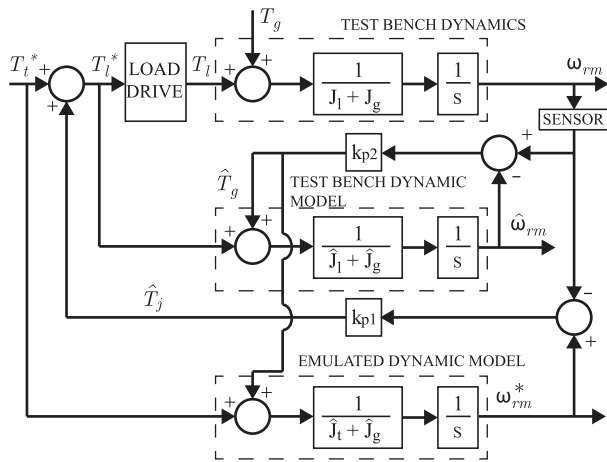 T_g
TEST BENCH DYNAMICS
T_t* + T_l* LOAD DRIVE T_l + + 1 / (J_l + J_g) 1 / s ω_rm
+
SENSOR
k_p2 + −
T̂_g
TEST BENCH DYNAMIC
MODEL
+ + 1 / (Ĵ_l + Ĵ_g) 1 / s ω̂_rm
T̂_j k_p1 − +
EMULATED DYNAMIC MODEL
+ + 1 / (Ĵ_t + Ĵ_g) 1 / s ω*_rm